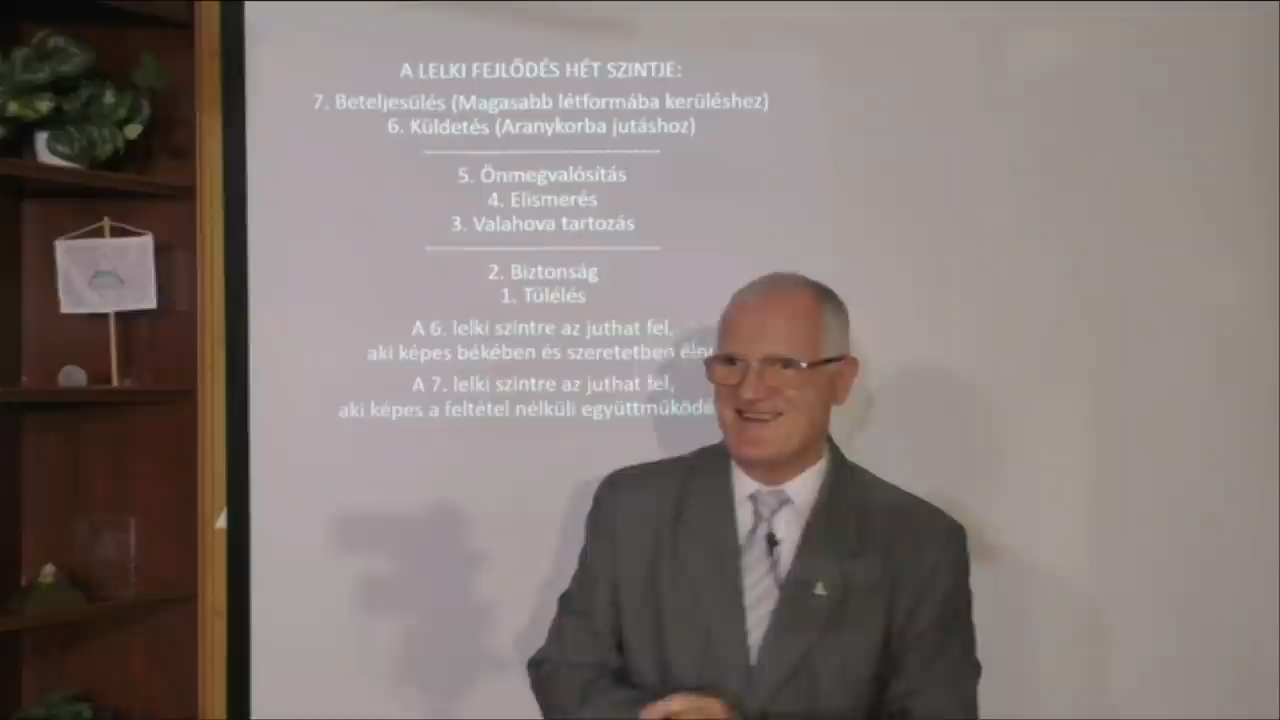 A LELKI FEJLŐDÉS HÉT SZINTJE:
7. Beteljesülés (Magasabb létformába kerüléshez)
6. Küldetés (Aranykorba jutáshoz)
5. Önmegvalósítás
4. Elismerés
3. Valahova tartozás
2. Biztonság
1. Túlélés
A 6. lelki szintre az juthat fel,
aki képes békében és szeretetben
A 7. lelki szintre az juthat fel,
aki képes a feltétel nélküli